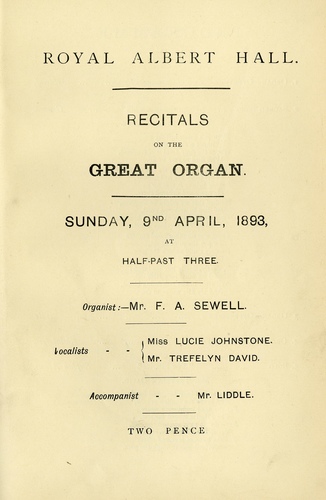 ROYAL ALBERT HALL.
RECITALS
ON THE
GREAT ORGAN.
SUNDAY, 9ND APRIL, 1893,
AT
HALF-PAST THREE.
Organist:—Mr. F. A. SEWELL.
Vocalists - - { Miss LUCIE JOHNSTONE.
Mr. TREFELYN DAVID.
Accompanist - - Mr. LIDDLE.
TWO PENCE